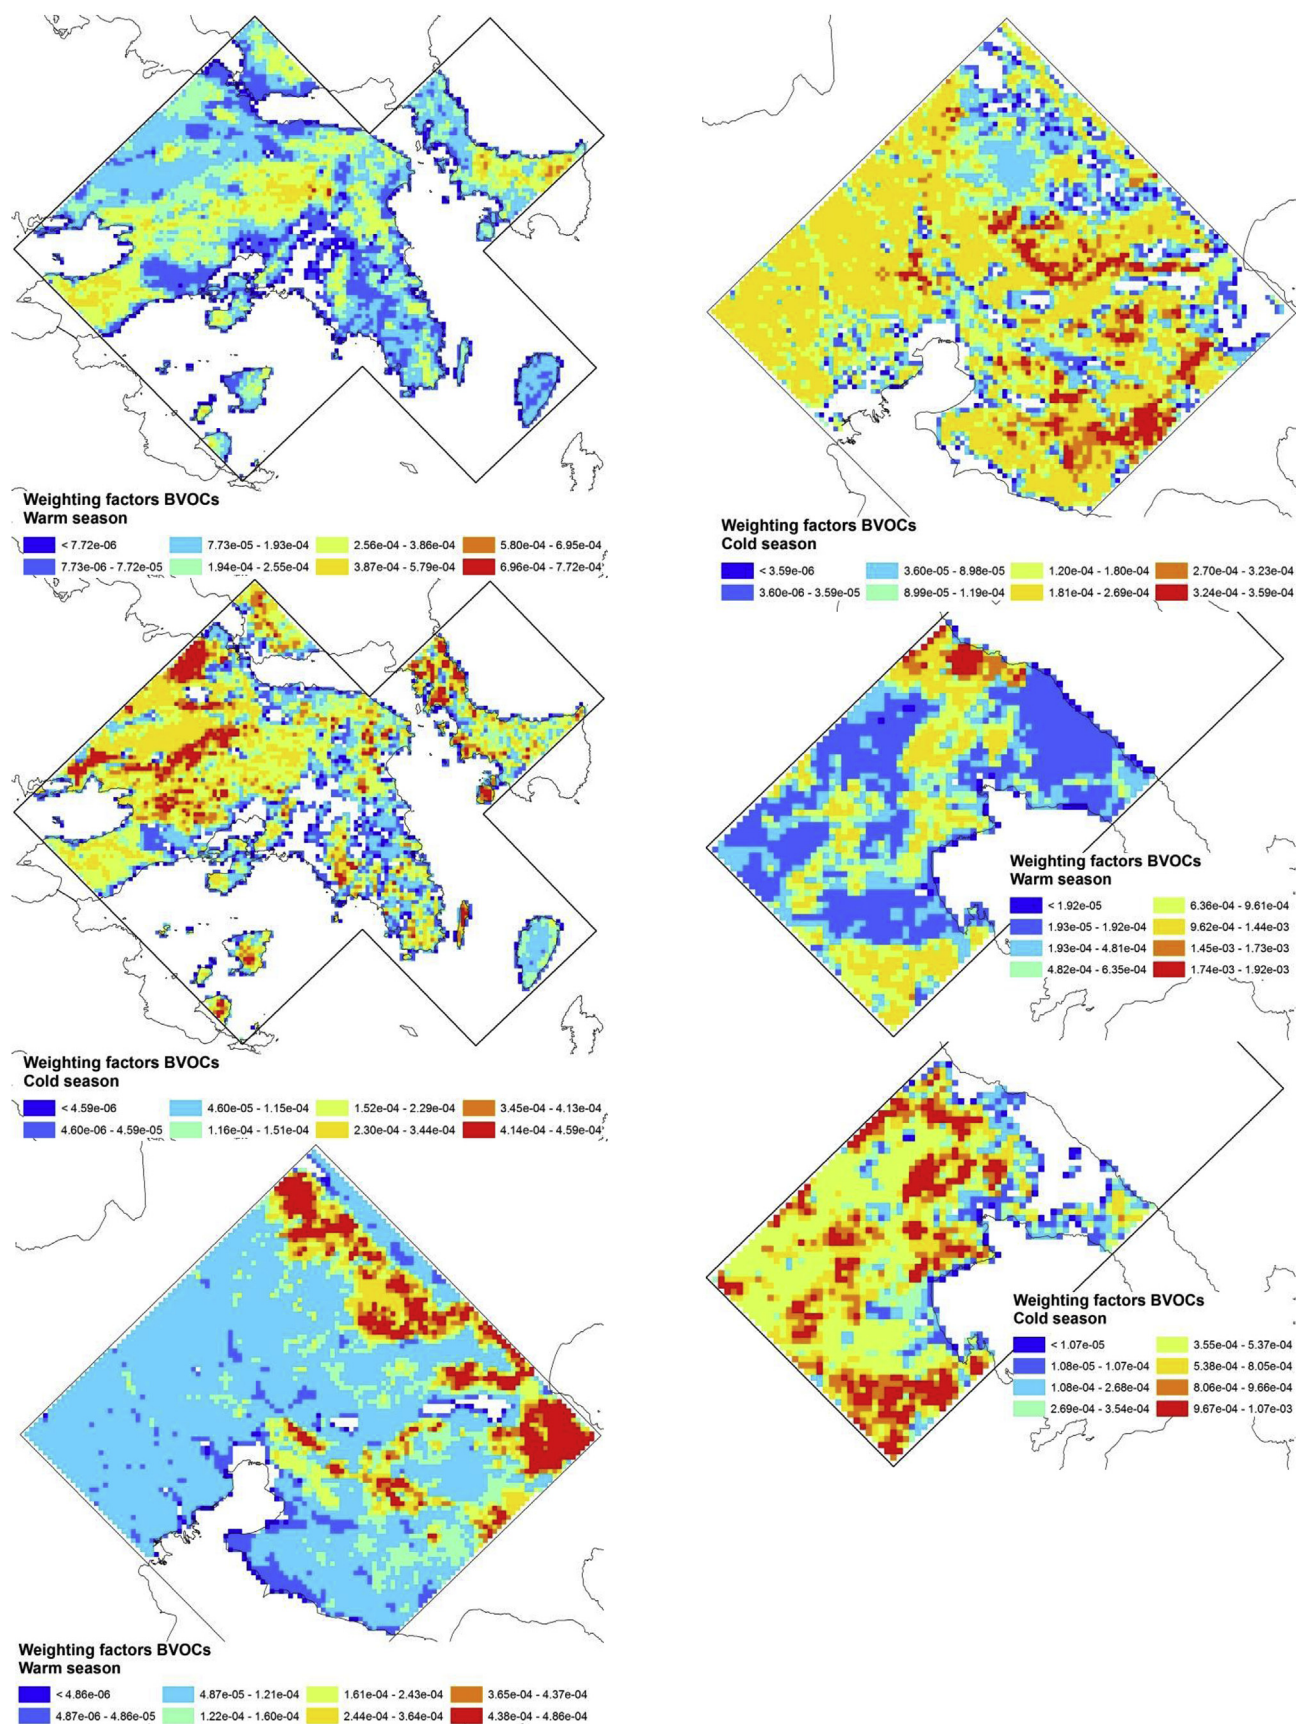 Weighting factors BVOCs
Warm season
< 7.72e-06 7.73e-05 - 1.93e-04 2.56e-04 - 3.86e-04 5.80e-04 - 6.95e-04
7.73e-06 - 7.72e-05 1.94e-04 - 2.55e-04 3.87e-04 - 5.79e-04 6.96e-04 - 7.72e-04
Weighting factors BVOCs
Cold season
< 4.59e-06 4.60e-05 - 1.15e-04 1.52e-04 - 2.29e-04 3.45e-04 - 4.13e-04
4.60e-06 - 4.59e-05 1.16e-04 - 1.51e-04 2.30e-04 - 3.44e-04 4.14e-04 - 4.59e-04
Weighting factors BVOCs
Warm season
< 4.86e-06 4.87e-05 - 1.21e-04 1.61e-04 - 2.43e-04 3.65e-04 - 4.37e-04
4.87e-06 - 4.86e-05 1.22e-04 - 1.60e-04 2.44e-04 - 3.64e-04 4.38e-04 - 4.86e-04
Weighting factors BVOCs
Cold season
< 3.59e-06 3.60e-05 - 8.98e-05 1.20e-04 - 1.80e-04 2.70e-04 - 3.23e-04
3.60e-06 - 3.59e-05 8.99e-05 - 1.19e-04 1.81e-04 - 2.69e-04 3.24e-04 - 3.59e-04
Weighting factors BVOCs
Warm season
< 1.92e-05 6.36e-04 - 9.61e-04
1.93e-05 - 1.92e-04 9.62e-04 - 1.44e-03
1.93e-04 - 4.81e-04 1.45e-03 - 1.73e-03
4.82e-04 - 6.35e-04 1.74e-03 - 1.92e-03
Weighting factors BVOCs
Cold season
< 1.07e-05 3.55e-04 - 5.37e-04
1.08e-05 - 1.07e-04 5.38e-04 - 8.05e-04
1.08e-04 - 2.68e-04 8.06e-04 - 9.66e-04
2.69e-04 - 3.54e-04 9.67e-04 - 1.07e-03